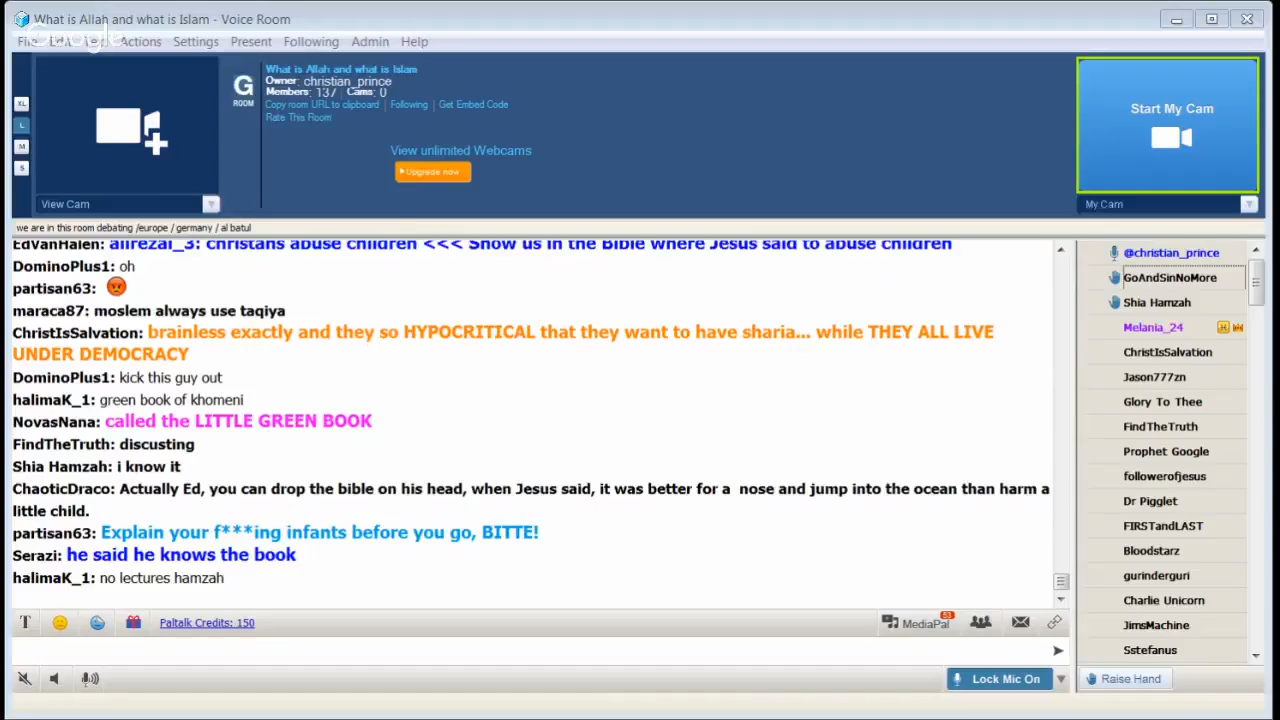 What is Allah and what is Islam - Voice Room
Google
Actions Settings Present Following Admin Help
What is Allah and what is Islam
Owner: christian_prince
Members: 137 Cams: 0
Copy room URL to clipboard | Following | Get Embed Code
Rate This Room
G
ROOM
View unlimited Webcams
Upgrade now
XL
L
M
S
View Cam
Start My Cam
My Cam
we are in this room debating /europe / germany / al batul
EdVanHalen: alirezai_3: christans abuse children <<< Show us in the Bible where Jesus said to abuse children
DominoPlus1: oh
partisan63:
maraca87: moslem always use taqiya
ChristIsSalvation: brainless exactly and they so HYPOCRITICAL that they want to have sharia... while THEY ALL LIVE
UNDER DEMOCRACY
DominoPlus1: kick this guy out
halimaK_1: green book of khomeni
NovasNana: called the LITTLE GREEN BOOK
FindTheTruth: discusting
Shia Hamzah: i know it
ChaoticDraco: Actually Ed, you can drop the bible on his head, when Jesus said, it was better for a nose and jump into the ocean than harm a
little child.
partisan63: Explain your f***ing infants before you go, BITTE!
Serazi: he said he knows the book
halimaK_1: no lectures hamzah
@christian_prince
GoAndSinNoMore
Shia Hamzah
Melania_24
ChristIsSalvation
Jason777zn
Glory To Thee
FindTheTruth
Prophet Google
followerofjesus
Dr Pigglet
FIRSTandLAST
Bloodstarz
gurinderguri
Charlie Unicorn
JimsMachine
Sstefanus
T
Paltalk Credits: 150
MediaPal
53
Lock Mic On
Raise Hand